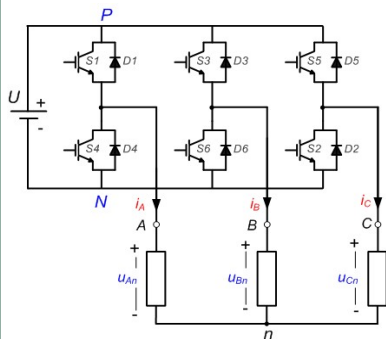 P
S1 D1 S3 D3 S5 D5
U + -
S4 D4 S6 D6 S2 D2
N
iA iB iC
A B C
+ + +
uAn uBn uCn
- - -
n